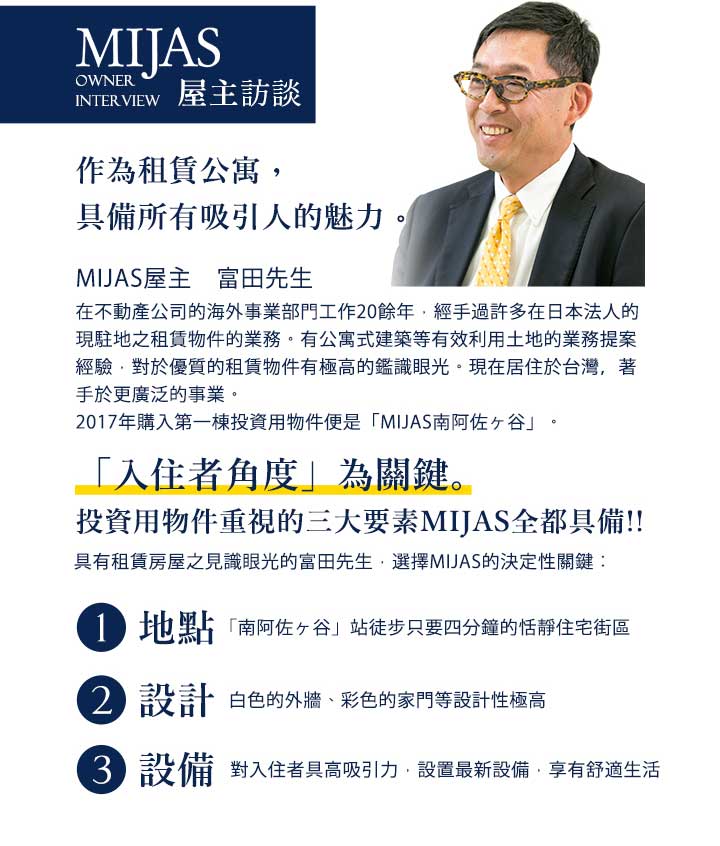 MIJAS
OWNER
INTERVIEW 屋主訪談
作為租賃公寓，
具備所有吸引人的魅力。
MIJAS屋主　富田先生
在不動產公司的海外事業部門工作20餘年，經手過許多在日本法人的
現駐地之租賃物件的業務。有公寓式建築等有效利用土地的業務提案
經驗，對於優質的租賃物件有極高的鑑識眼光。現在居住於台灣，著
手於更廣泛的事業。
2017年購入第一棟投資用物件便是「MIJAS南阿佐ヶ谷」。
「入住者角度」為關鍵。
投資用物件重視的三大要素MIJAS全都具備!!
具有租賃房屋之見識眼光的富田先生，選擇MIJAS的決定性關鍵：
1 地點 「南阿佐ヶ谷」站徒步只要四分鐘的恬靜住宅街區
2 設計 白色的外牆、彩色的家門等設計性極高
3 設備 對入住者具高吸引力，設置最新設備，享有舒適生活